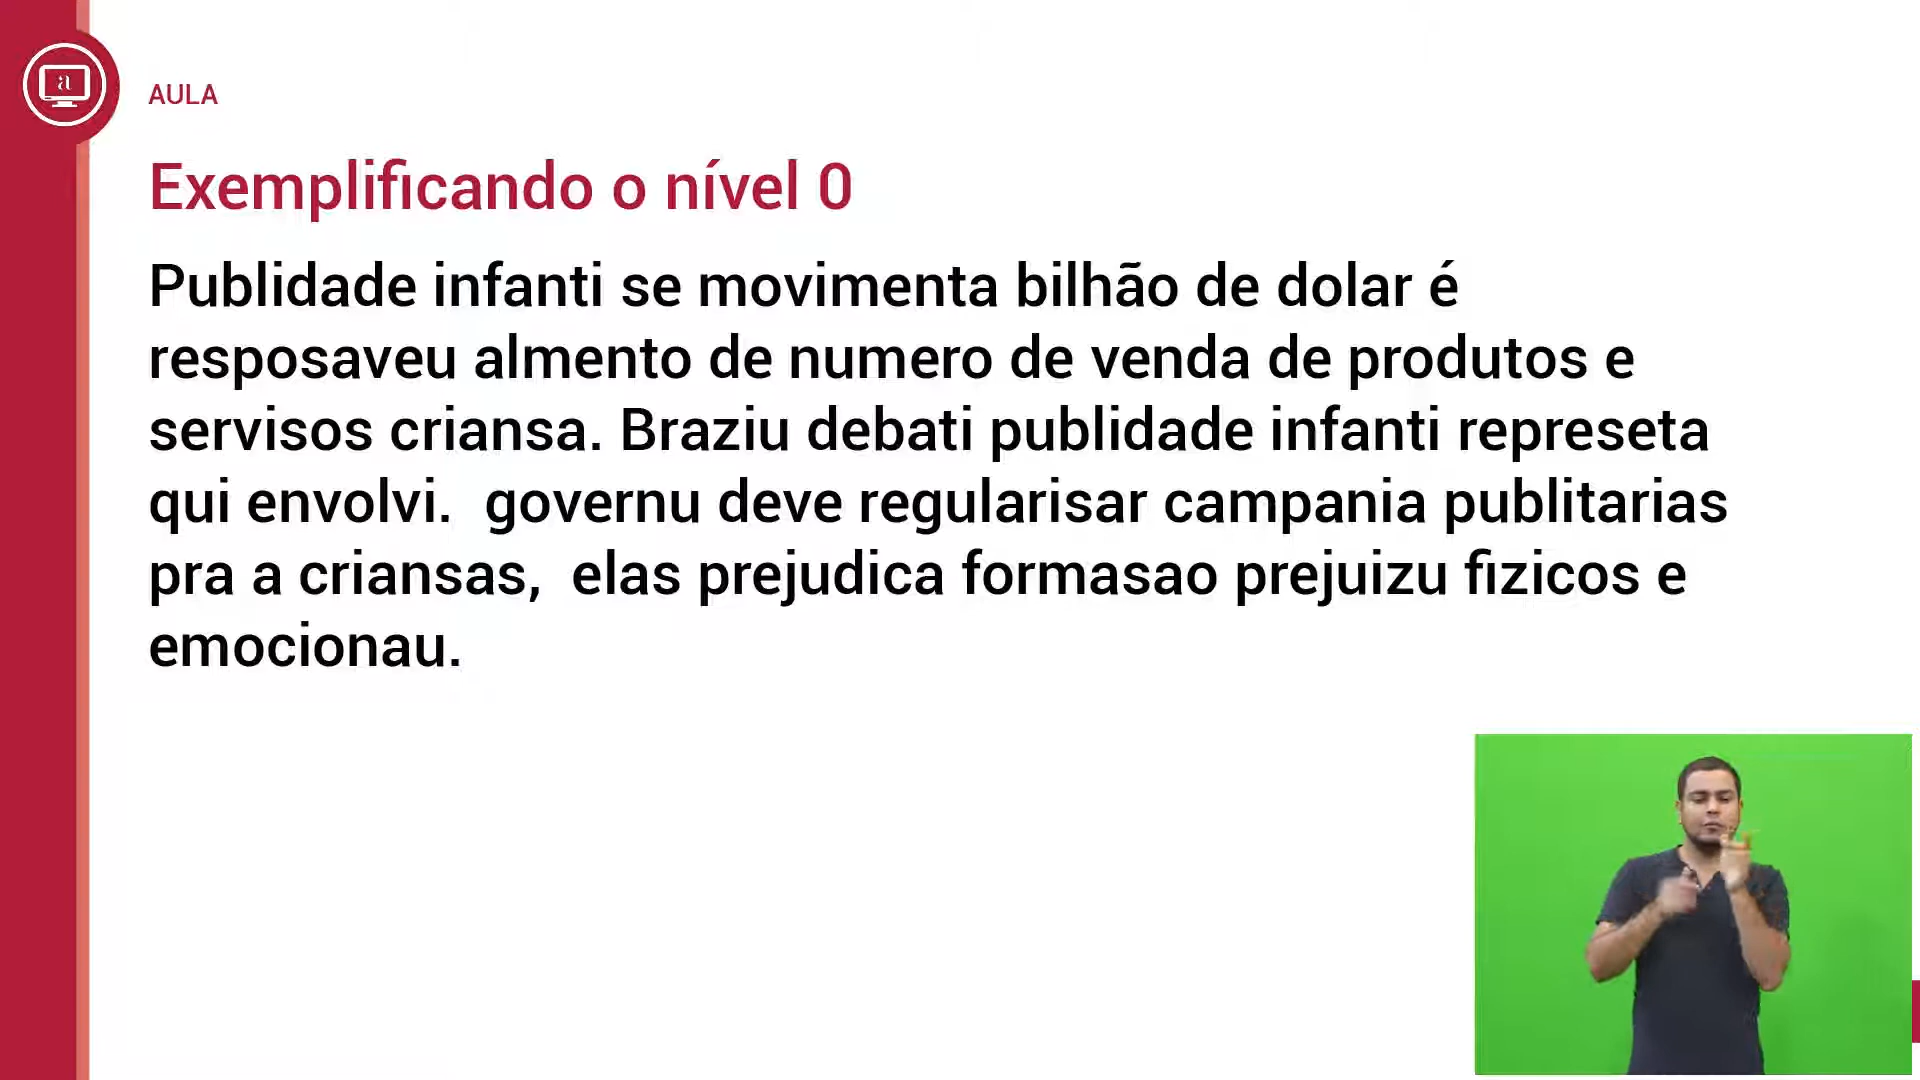 AULA
Exemplificando o nível 0
Publidade infanti se movimenta bilhão de dolar é
resposaveu almento de numero de venda de produtos e
servisos criansa. Braziu debati publidade infanti represeta
qui envolvi.  governu deve regularisar campania publitarias
pra a criansas,  elas prejudica formasao prejuizu fizicos e
emocionau.